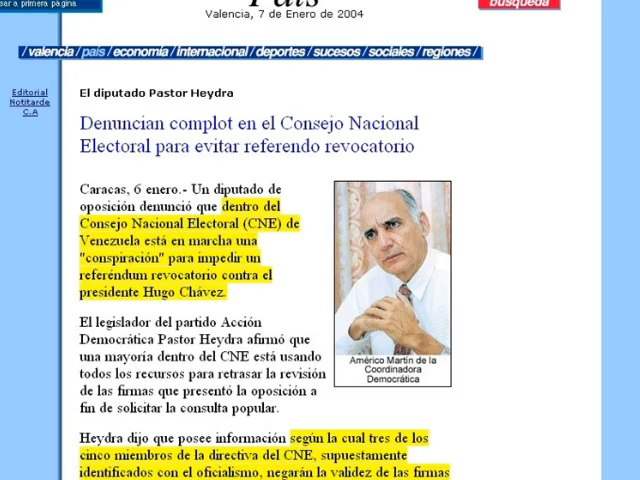 sar a primera página
País
Valencia, 7 de Enero de 2004
búsqueda
/ valencia / país / economía / internacional / deportes / sucesos / sociales / regiones /
Editorial
Notitarde
C.A
El diputado Pastor Heydra
Denuncian complot en el Consejo Nacional
Electoral para evitar referendo revocatorio
Caracas, 6 enero.- Un diputado de
oposición denunció que dentro del
Consejo Nacional Electoral (CNE) de
Venezuela está en marcha una
"conspiración" para impedir un
referéndum revocatorio contra el
presidente Hugo Chávez.
Américo Martín de la
Coordinadora
Democrática
El legislador del partido Acción
Democrática Pastor Heydra afirmó que
una mayoría dentro del CNE está usando
todos los recursos para retrasar la revisión
de las firmas que presentó la oposición a
fin de solicitar la consulta popular.
Heydra dijo que posee información según la cual tres de los
cinco miembros de la directiva del CNE, supuestamente
identificados con el oficialismo, negarán la validez de las firmas